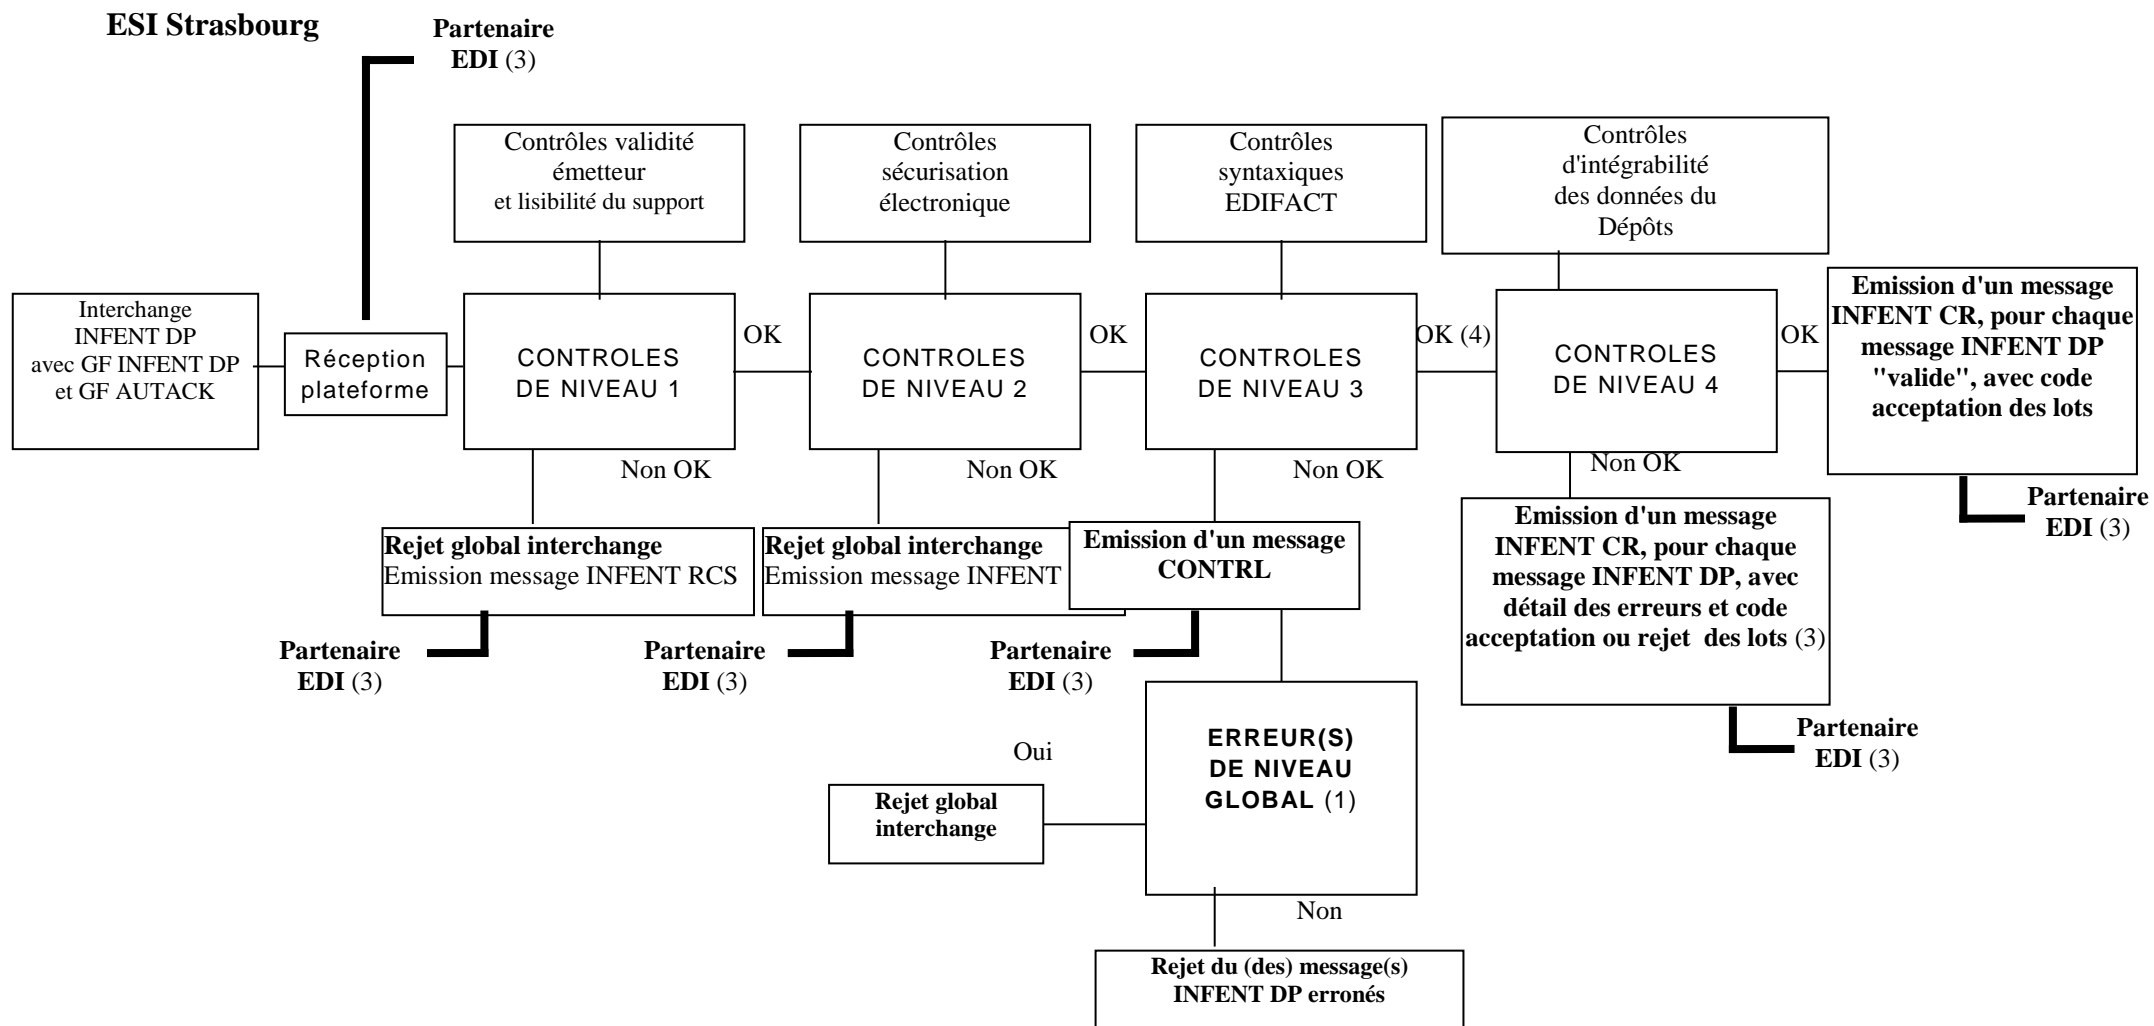 ESI Strasbourg
Partenaire
EDI (3)
Contrôles validité
émetteur
et lisibilité du support
Contrôles
sécurisation
électronique
Contrôles
syntaxiques
EDIFACT
Contrôles
d'intégrabilité
des données du
Dépôts
Interchange
INFENT DP
avec GF INFENT DP
et GF AUTACK
Réception
plateforme
CONTROLES
DE NIVEAU 1
OK
CONTROLES
DE NIVEAU 2
OK
CONTROLES
DE NIVEAU 3
OK (4)
CONTROLES
DE NIVEAU 4
OK
Emission d'un message
INFENT CR, pour chaque
message INFENT DP
"valide", avec code
acceptation des lots
Partenaire
EDI (3)
Non OK
Non OK
Non OK
Non OK
Rejet global interchange
Emission message INFENT RCS
Rejet global interchange
Emission message INFENT
Emission d'un message
CONTRL
Emission d'un message
INFENT CR, pour chaque
message INFENT DP, avec
détail des erreurs et code
acceptation ou rejet des lots (3)
Partenaire
EDI (3)
Partenaire
EDI (3)
Partenaire
EDI (3)
Partenaire
EDI (3)
ERREUR(S)
DE NIVEAU
GLOBAL (1)
Oui
Rejet global
interchange
Non
Rejet du (des) message(s)
INFENT DP erronés